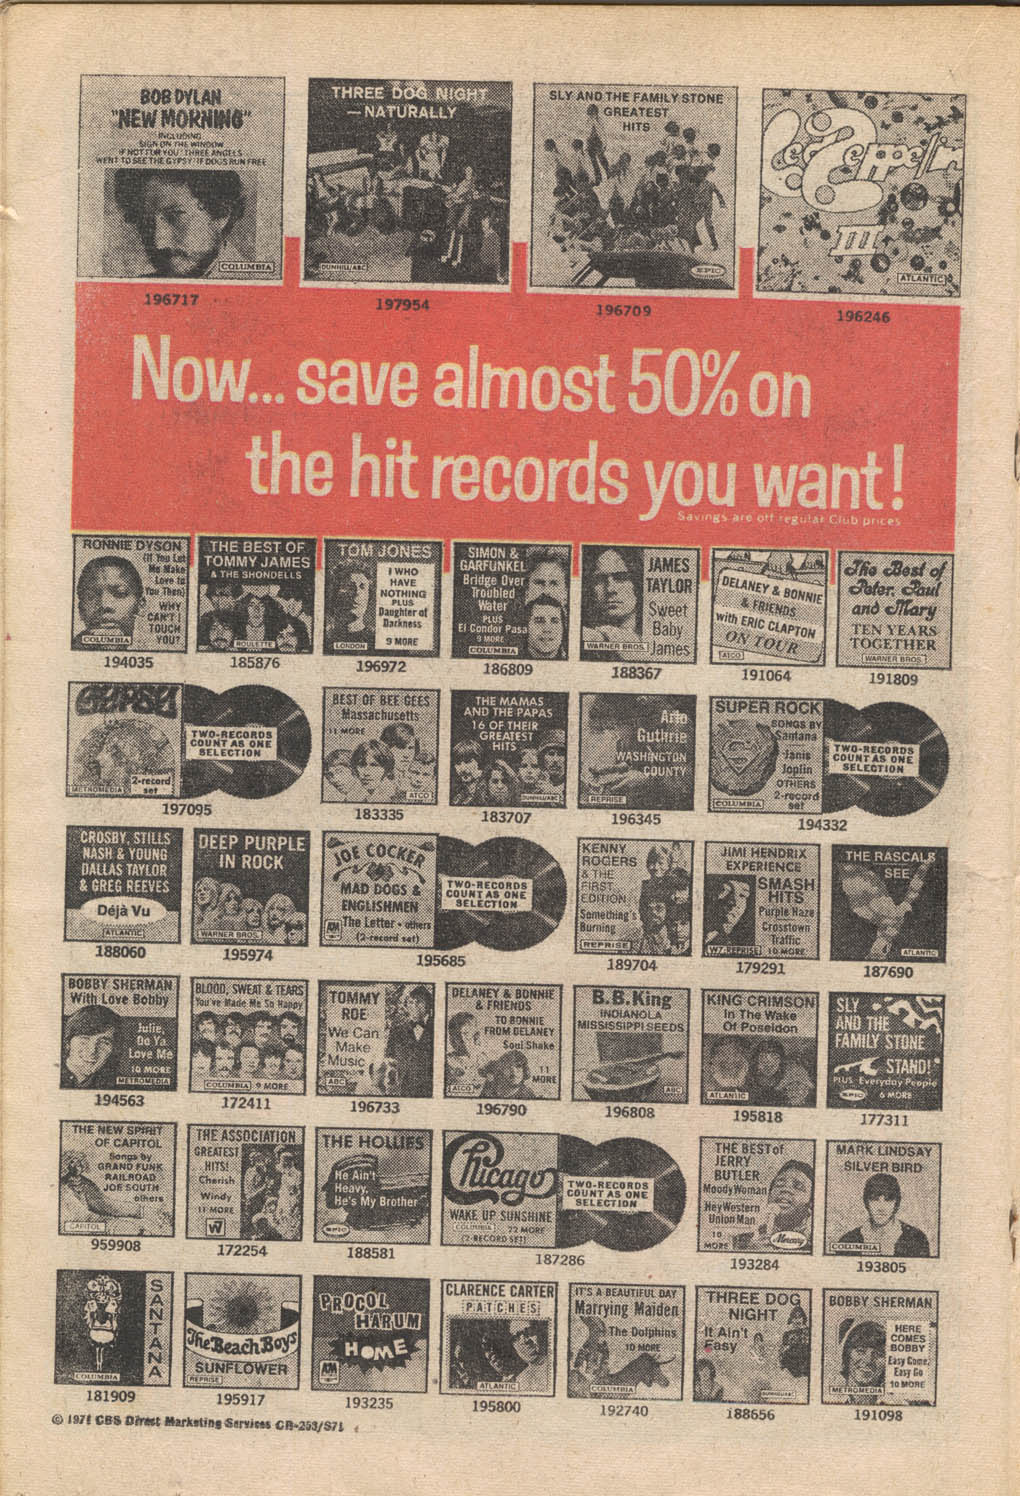 BOB DYLAN
"NEW MORNING"
INCLUDING
SIGN ON THE WINDOW
IF NOT FOR YOU · THREE ANGELS
WENT TO SEE THE GYPSY · IF DOGS RUN FREE
COLUMBIA
196717
THREE DOG NIGHT
—NATURALLY
DUNHILL/ABC
197954
SLY AND THE FAMILY STONE
GREATEST
HITS
EPIC
196709
Led Zeppelin
III
ATLANTIC
196246
Now... save almost 50% on
the hit records you want!
Savings are off regular Club prices
RONNIE DYSON
(If You Let
Me Make
Love to
You Then)
WHY
CAN'T I
TOUCH
YOU?
COLUMBIA
194035
THE BEST OF
TOMMY JAMES
& THE SHONDELLS
ROULETTE
185876
TOM JONES
I WHO
HAVE
NOTHING
PLUS
Daughter of
Darkness
9 MORE
LONDON
196972
SIMON &
GARFUNKEL
Bridge Over
Troubled
Water
PLUS
El Condor Pasa
9 MORE
COLUMBIA
186809
JAMES
TAYLOR
Sweet
Baby
James
WARNER BROS.
188367
DELANEY & BONNIE
& FRIENDS
with ERIC CLAPTON
ON TOUR
ATCO
191064
The Best of
Peter, Paul
and Mary
TEN YEARS
TOGETHER
WARNER BROS.
191809
GYPSY
METROMEDIA
2-record
set
TWO-RECORDS
COUNT AS ONE
SELECTION
197095
BEST OF BEE GEES
Massachusetts
11 MORE
ATCO
183335
THE MAMAS
AND THE PAPAS
16 OF THEIR
GREATEST
HITS
DUNHILL/ABC
183707
Arlo
Guthrie
WASHINGTON
COUNTY
REPRISE
196345
SUPER ROCK
SONGS BY
Santana
Janis
Joplin
OTHERS
2-record
set
COLUMBIA
TWO-RECORDS
COUNT AS ONE
SELECTION
194332
CROSBY, STILLS
NASH & YOUNG
DALLAS TAYLOR
& GREG REEVES
Déjà Vu
ATLANTIC
188060
DEEP PURPLE
IN ROCK
WARNER BROS.
195974
JOE COCKER
MAD DOGS &
ENGLISHMEN
The Letter • others
(2-record set)
A&M
TWO-RECORDS
COUNT AS ONE
SELECTION
195685
KENNY
ROGERS
& THE
FIRST
EDITION
Something's
Burning
REPRISE
189704
JIMI HENDRIX
EXPERIENCE
SMASH
HITS
Purple Haze
Crosstown
Traffic
10 MORE
W7-REPRISE
179291
THE RASCALS
SEE
ATLANTIC
187690
BOBBY SHERMAN
With Love Bobby
Julie,
Do Ya
Love Me
10 MORE
METROMEDIA
194563
BLOOD, SWEAT & TEARS
You've Made Me So Happy
COLUMBIA 9 MORE
172411
TOMMY
ROE
We Can
Make
Music
ABC
196733
DELANEY & BONNIE
& FRIENDS
TO BONNIE
FROM DELANEY
Soul Shake
11
MORE
ATCO
196790
B.B.King
INDIANOLA
MISSISSIPPI SEEDS
ABC
196808
KING CRIMSON
In The Wake
Of Poseidon
ATLANTIC
195818
SLY
AND THE
FAMILY STONE
STAND!
PLUS Everyday People
EPIC 6 MORE
177311
THE NEW SPIRIT
OF CAPITOL
Songs by
GRAND FUNK
RAILROAD
JOE SOUTH
others
CAPITOL
959908
THE ASSOCIATION
GREATEST
HITS!
Cherish
Windy
11 MORE
W7
172254
THE HOLLIES
He Ain't
Heavy,
He's My Brother
EPIC
188581
Chicago
WAKE UP SUNSHINE
COLUMBIA 22 MORE
(2-RECORD SET)
TWO-RECORDS
COUNT AS ONE
SELECTION
187286
THE BEST of
JERRY
BUTLER
Moody Woman
Hey Western
Union Man
10
MORE
Mercury
193284
MARK LINDSAY
SILVER BIRD
COLUMBIA
193805
SANTANA
COLUMBIA
181909
The Beach Boys
SUNFLOWER
REPRISE
195917
PROCOL
HARUM
HOME
A&M
193235
CLARENCE CARTER
PATCHES
ATLANTIC
195800
IT'S A BEAUTIFUL DAY
Marrying Maiden
The Dolphins
10 MORE
COLUMBIA
192740
THREE DOG
NIGHT
It Ain't
Easy
DUNHILL/ABC
188656
BOBBY SHERMAN
HERE
COMES
BOBBY
Easy Come,
Easy Go
10 MORE
METROMEDIA
191098
© 1971 CBS Direct Marketing Services CR-253/S71